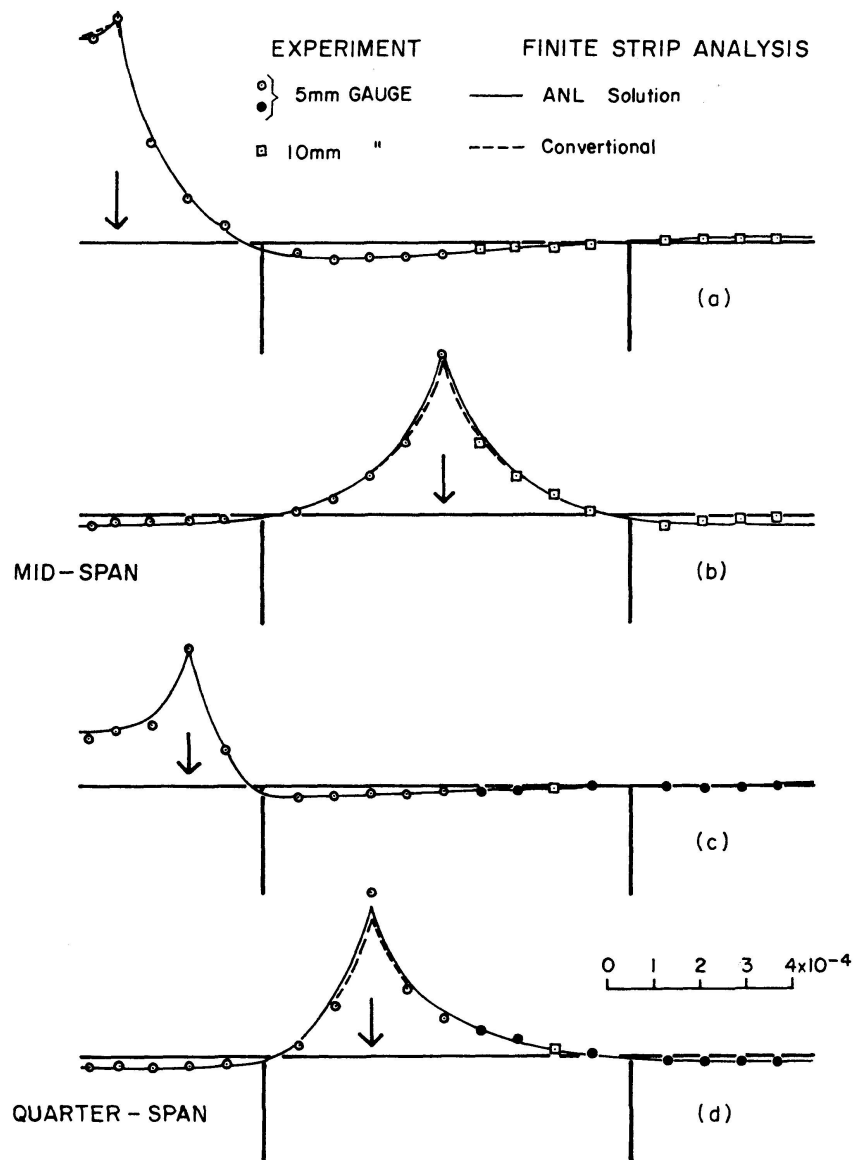 EXPERIMENT FINITE STRIP ANALYSIS
5mm GAUGE ANL Solution
10mm " Convertional
(a)
MID-SPAN (b)
(c)
0 1 2 3 4x10-4
QUARTER-SPAN (d)